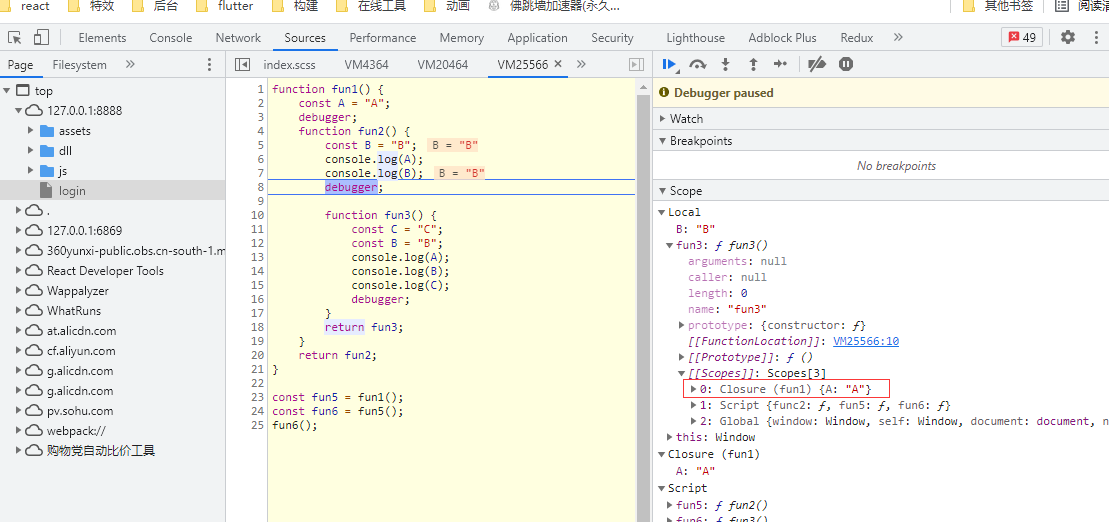 react 特效 后台 flutter 构建 在线工具 动画 佛跳墙加速器(永久... 其他书签 阅读清
Elements Console Network Sources Performance Memory Application Security Lighthouse Adblock Plus Redux » 49
Page Filesystem » index.scss VM4364 VM20464 VM25566 × »
top
127.0.0.1:8888
assets
dll
js
login
.
127.0.0.1:6869
360yunxi-public.obs.cn-south-1.m
React Developer Tools
Wappalyzer
WhatRuns
at.alicdn.com
cf.aliyun.com
g.alicdn.com
g.alicdn.com
pv.sohu.com
webpack://
购物党自动比价工具
1 function fun1() {
2 const A = "A";
3 debugger;
4 function fun2() {
5 const B = "B"; B = "B"
6 console.log(A);
7 console.log(B); B = "B"
8 debugger;
9
10 function fun3() {
11 const C = "C";
12 const B = "B";
13 console.log(A);
14 console.log(B);
15 console.log(C);
16 debugger;
17 }
18 return fun3;
19 }
20 return fun2;
21 }
22
23 const fun5 = fun1();
24 const fun6 = fun5();
25 fun6();
Debugger paused
Watch
Breakpoints
No breakpoints
Scope
Local
B: "B"
fun3: ƒ fun3()
arguments: null
caller: null
length: 0
name: "fun3"
prototype: {constructor: ƒ}
[[FunctionLocation]]: VM25566:10
[[Prototype]]: ƒ ()
[[Scopes]]: Scopes[3]
0: Closure (fun1) {A: "A"}
1: Script {func2: ƒ, fun5: ƒ, fun6: ƒ}
2: Global {window: Window, self: Window, document: document, n
this: Window
Closure (fun1)
A: "A"
Script
fun5: ƒ fun2()
fun6: ƒ fun3()